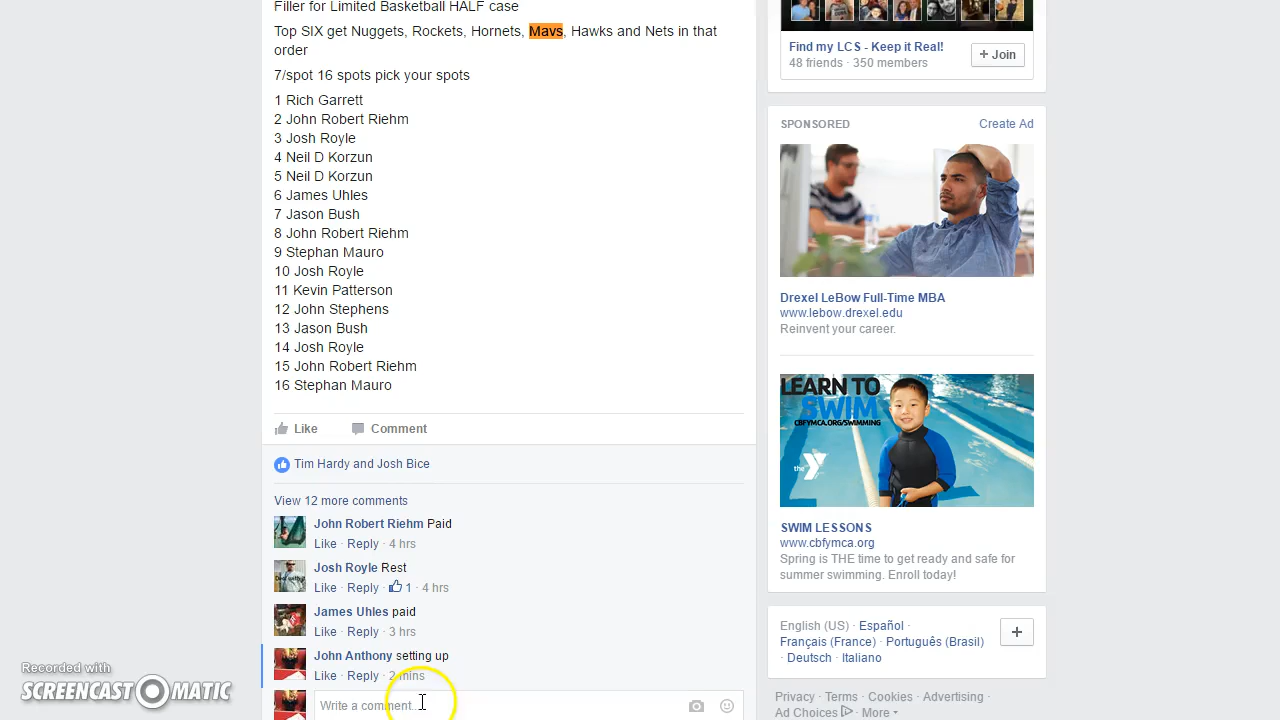 Filler for Limited Basketball HALF case
Top Six get Nuggets, Rockets, Hornets, Mavs, Hawks and Nets in that
order
7/spot 16 spots pick your spots
1 Rich Garrett
2 John Robert Riehm
3 Josh Royle
4 Neil D Korzun
5 Neil D Korzun
6 James Uhles
7 Jason Bush
8 John Robert Riehm
9 Stephan Mauro
10 Josh Royle
11 Kevin Patterson
12 John Stephens
13 Jason Bush
14 Josh Royle
15 John Robert Riehm
16 Stephan Mauro
Like Comment
Tim Hardy and Josh Bice
View 12 more comments
John Robert Riehm Paid
Like · Reply · 4 hrs
Josh Royle Rest
Like · Reply · 1 · 4 hrs
James Uhles paid
Like · Reply · 3 hrs
John Anthony setting up
Like · Reply · 2 mins
Write a comment...
Find my LCS - Keep it Real!
48 friends · 350 members
+ Join
SPONSORED Create Ad
Drexel LeBow Full-Time MBA
www.lebow.drexel.edu
Reinvent your career.
LEARN TO
SWIM
CBFYMCA.ORG/SWIMMING
the Y
SWIM LESSONS
www.cbfymca.org
Spring is THE time to get ready and safe for
summer swimming. Enroll today!
English (US) · Español ·
Français (France) · Português (Brasil)
· Deutsch · Italiano
Privacy · Terms · Cookies · Advertising ·
Ad Choices · More
Recorded with
SCREENCAST O MATIC